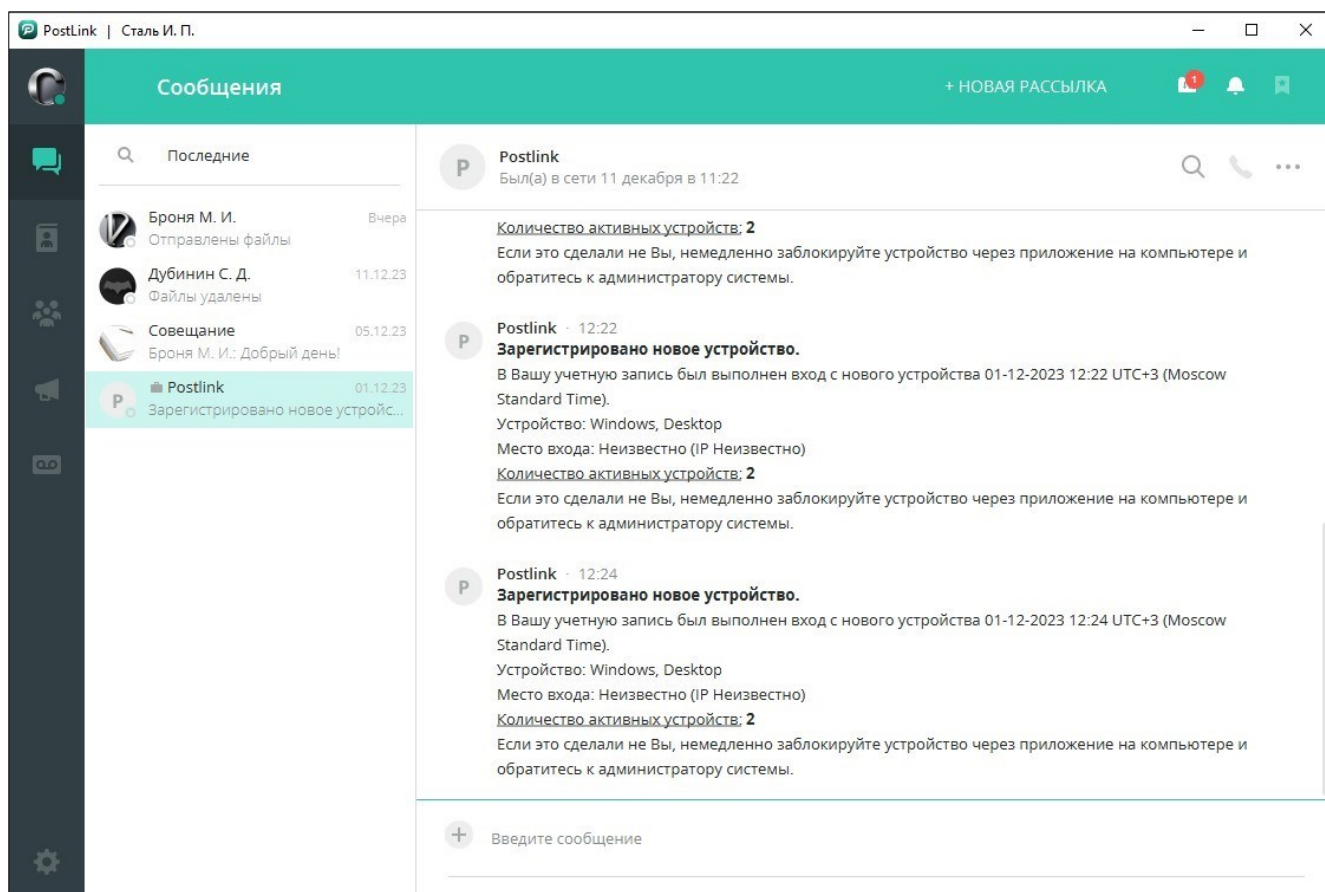 PostLink | Сталь И. П.
Сообщения
+ НОВАЯ РАССЫЛКА
1
Последние
Броня М. И.
Вчера
Отправлены файлы
Дубинин С. Д.
11.12.23
Файлы удалены
Совещание
05.12.23
Броня М. И.: Добрый день!
P
Postlink
01.12.23
Зарегистрировано новое устройс...
P
Postlink
Был(а) в сети 11 декабря в 11:22
Количество активных устройств: 2
Если это сделали не Вы, немедленно заблокируйте устройство через приложение на компьютере и
обратитесь к администратору системы.
P
Postlink · 12:22
Зарегистрировано новое устройство.
В Вашу учетную запись был выполнен вход с нового устройства 01-12-2023 12:22 UTC+3 (Moscow
Standard Time).
Устройство: Windows, Desktop
Место входа: Неизвестно (IP Неизвестно)
Количество активных устройств: 2
Если это сделали не Вы, немедленно заблокируйте устройство через приложение на компьютере и
обратитесь к администратору системы.
P
Postlink · 12:24
Зарегистрировано новое устройство.
В Вашу учетную запись был выполнен вход с нового устройства 01-12-2023 12:24 UTC+3 (Moscow
Standard Time).
Устройство: Windows, Desktop
Место входа: Неизвестно (IP Неизвестно)
Количество активных устройств: 2
Если это сделали не Вы, немедленно заблокируйте устройство через приложение на компьютере и
обратитесь к администратору системы.
Введите сообщение